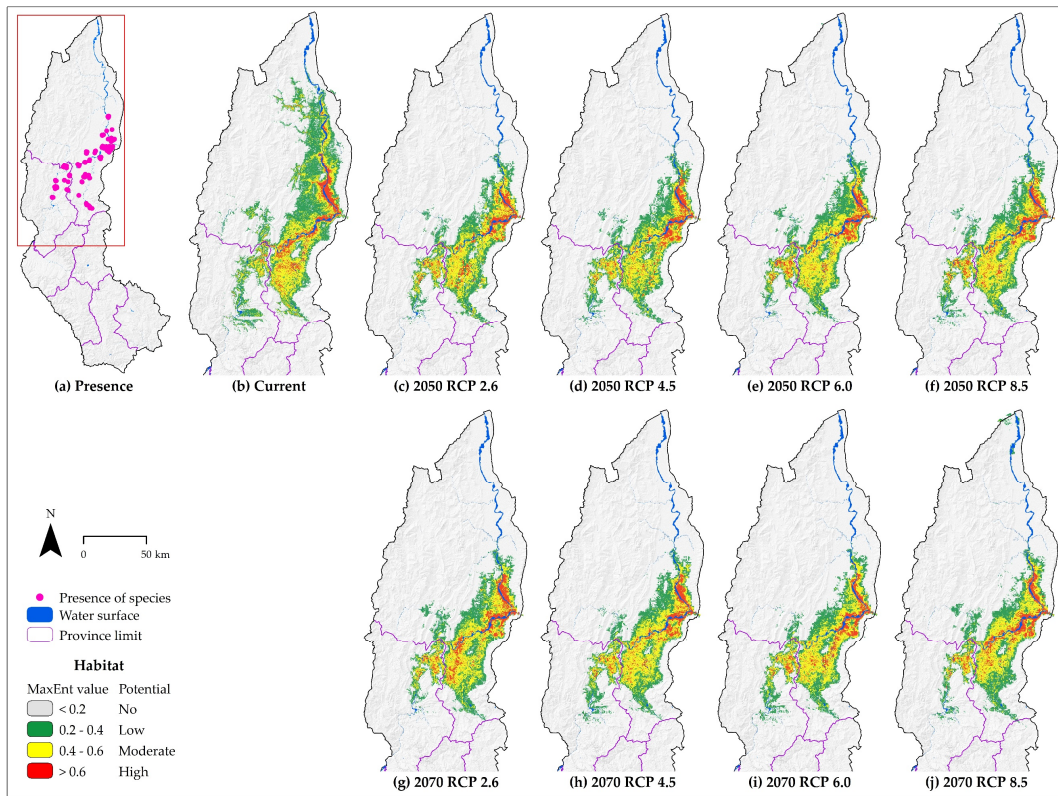 (a) Presence
(b) Current
(c) 2050 RCP 2.6
(d) 2050 RCP 4.5
(e) 2050 RCP 6.0
(f) 2050 RCP 8.5
N
0 50 km
Presence of species
Water surface
Province limit
Habitat
MaxEnt value Potential
< 0.2 No
0.2 - 0.4 Low
0.4 - 0.6 Moderate
> 0.6 High
(g) 2070 RCP 2.6
(h) 2070 RCP 4.5
(i) 2070 RCP 6.0
(j) 2070 RCP 8.5